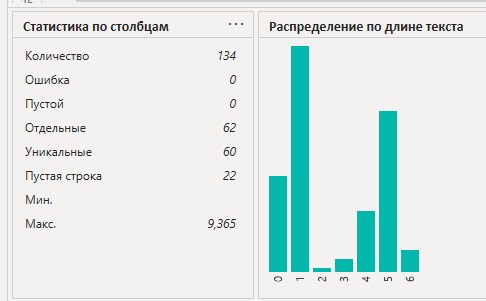 Статистика по столбцам ...
Количество 134
Ошибка 0
Пустой 0
Отдельные 62
Уникальные 60
Пустая строка 22
Мин.
Макс. 9,365
Распределение по длине текста
0 1 2 3 4 5 6